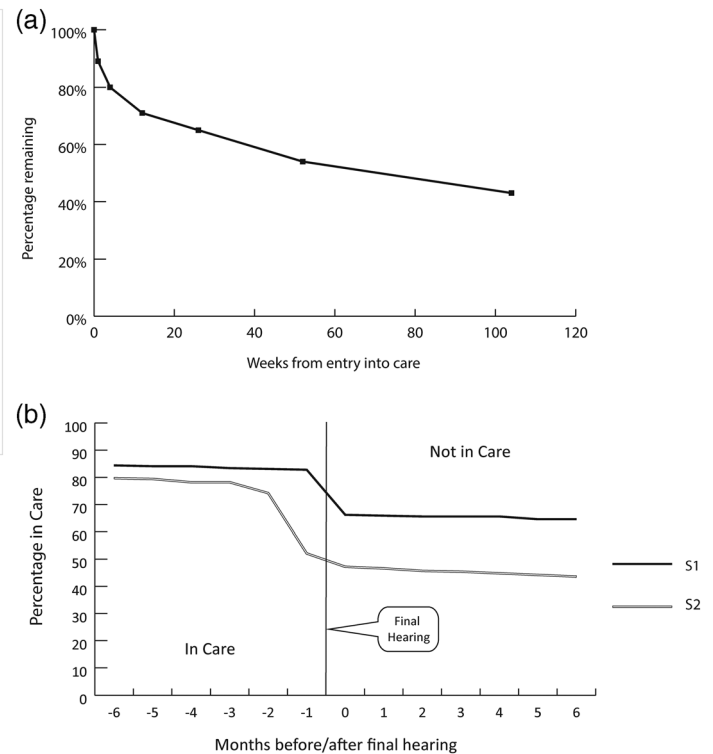 (a)
100%
80%
60%
40%
20%
0%
Percentage remaining
0 20 40 60 80 100 120
Weeks from entry into care
(b)
100
90
80
70
60
50
40
30
20
10
0
Percentage in Care
Not in Care
In Care
Final
Hearing
S1
S2
-6 -5 -4 -3 -2 -1 0 1 2 3 4 5 6
Months before/after final hearing